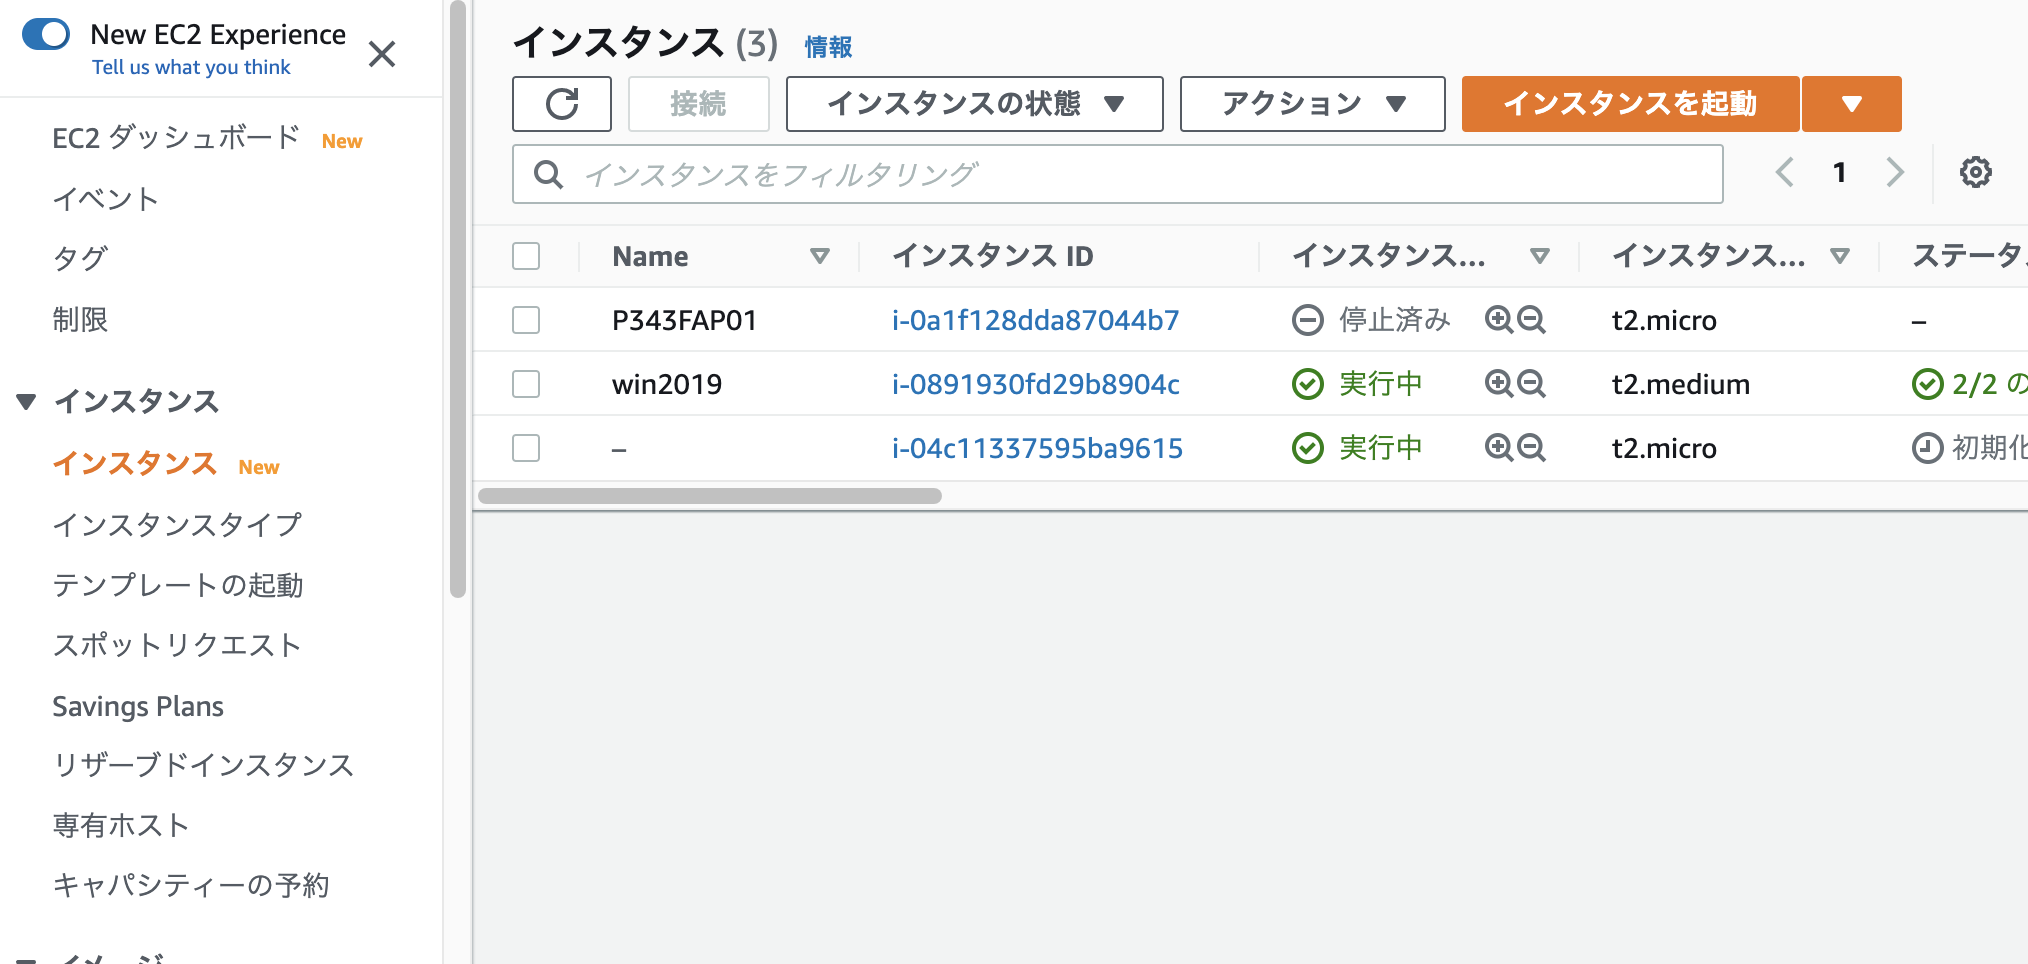 New EC2 Experience
Tell us what you think
EC2 ダッシュボード New
イベント
タグ
制限
インスタンス
インスタンス New
インスタンスタイプ
テンプレートの起動
スポットリクエスト
Savings Plans
リザーブドインスタンス
専有ホスト
キャパシティーの予約
イメージ
インスタンス (3) 情報
接続 インスタンスの状態 アクション インスタンスを起動
インスタンスをフィルタリング 1
Name インスタンス ID インスタンス... インスタンス... ステータ
P343FAP01 i-0a1f128dda87044b7 停止済み t2.micro –
win2019 i-0891930fd29b8904c 実行中 t2.medium 2/2 の
– i-04c11337595ba9615 実行中 t2.micro 初期化